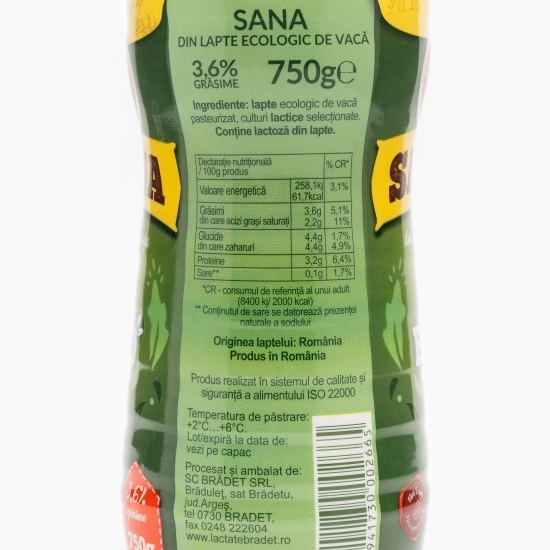 SANA
DIN LAPTE ECOLOGIC DE VACĂ
3,6% GRĂSIME 750g℮
Ingrediente: lapte ecologic de vacă
pasteurizat, culturi lactice selecționate.
Conține lactoză din lapte.
Declarație nutrițională
/ 100g produs % CR*
Valoare energetică 258,1kj 3,1%
61,7kcal
Grăsimi 3,6g 5,1%
din care acizi grași saturați 2,2g 11%
Glucide 4,4g 1,7%
din care zaharuri 4,4g 4,9%
Proteine 3,2g 6,4%
Sare** 0,1g 1,7%
*CR - consumul de referință al unui adult
(8400 kj/ 2000 kcal)
** Conținutul de sare se datorează prezenței
naturale a sodiului
Originea laptelui: România
Produs în România
Produs realizat în sistemul de calitate și
siguranță a alimentului ISO 22000
Temperatura de păstrare:
+2°C...+6°C.
Lot/expiră la data de:
vezi pe capac
Procesat și ambalat de:
SC BRĂDET SRL,
Brăduleț, sat Brădetu,
jud.Argeș,
tel 0730 BRADET,
fax 0248 222604
www.lactatebradet.ro
941730 002665
3,6%
grăsime
750g